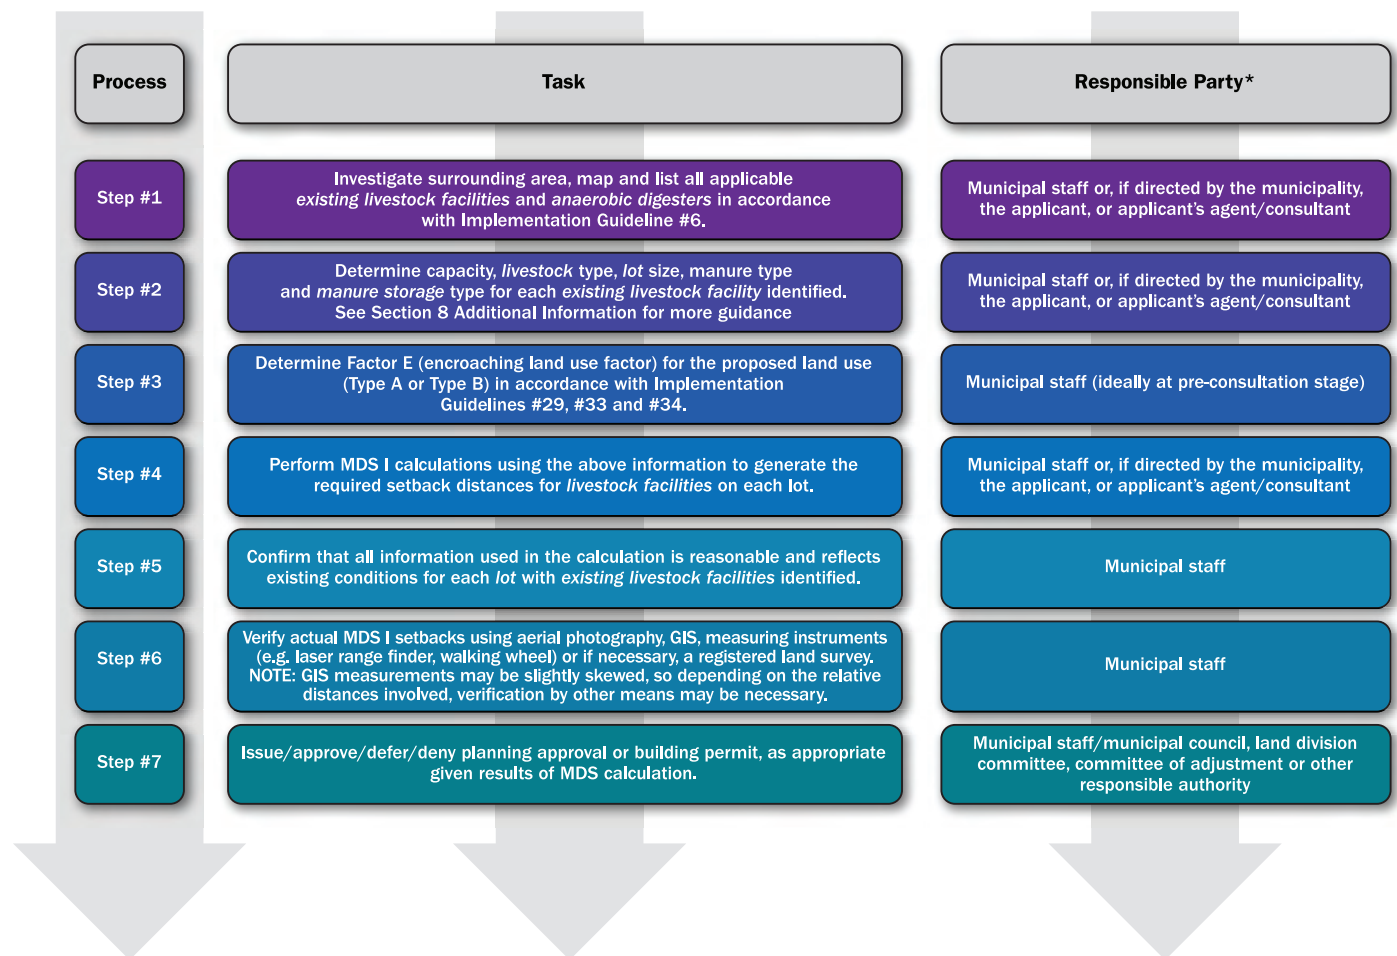 Process
Task
Responsible Party*
Step #1
Investigate surrounding area, map and list all applicable
existing livestock facilities and anaerobic digesters in accordance
with Implementation Guideline #6.
Municipal staff or, if directed by the municipality,
the applicant, or applicant's agent/consultant
Step #2
Determine capacity, livestock type, lot size, manure type
and manure storage type for each existing livestock facility identified.
See Section 8 Additional Information for more guidance
Municipal staff or, if directed by the municipality,
the applicant, or applicant's agent/consultant
Step #3
Determine Factor E (encroaching land use factor) for the proposed land use
(Type A or Type B) in accordance with Implementation
Guidelines #29, #33 and #34.
Municipal staff (ideally at pre-consultation stage)
Step #4
Perform MDS I calculations using the above information to generate the
required setback distances for livestock facilities on each lot.
Municipal staff or, if directed by the municipality,
the applicant, or applicant's agent/consultant
Step #5
Confirm that all information used in the calculation is reasonable and reflects
existing conditions for each lot with existing livestock facilities identified.
Municipal staff
Step #6
Verify actual MDS I setbacks using aerial photography, GIS, measuring instruments
(e.g. laser range finder, walking wheel) or if necessary, a registered land survey.
NOTE: GIS measurements may be slightly skewed, so depending on the relative
distances involved, verification by other means may be necessary.
Municipal staff
Step #7
Issue/approve/defer/deny planning approval or building permit, as appropriate
given results of MDS calculation.
Municipal staff/municipal council, land division
committee, committee of adjustment or other
responsible authority